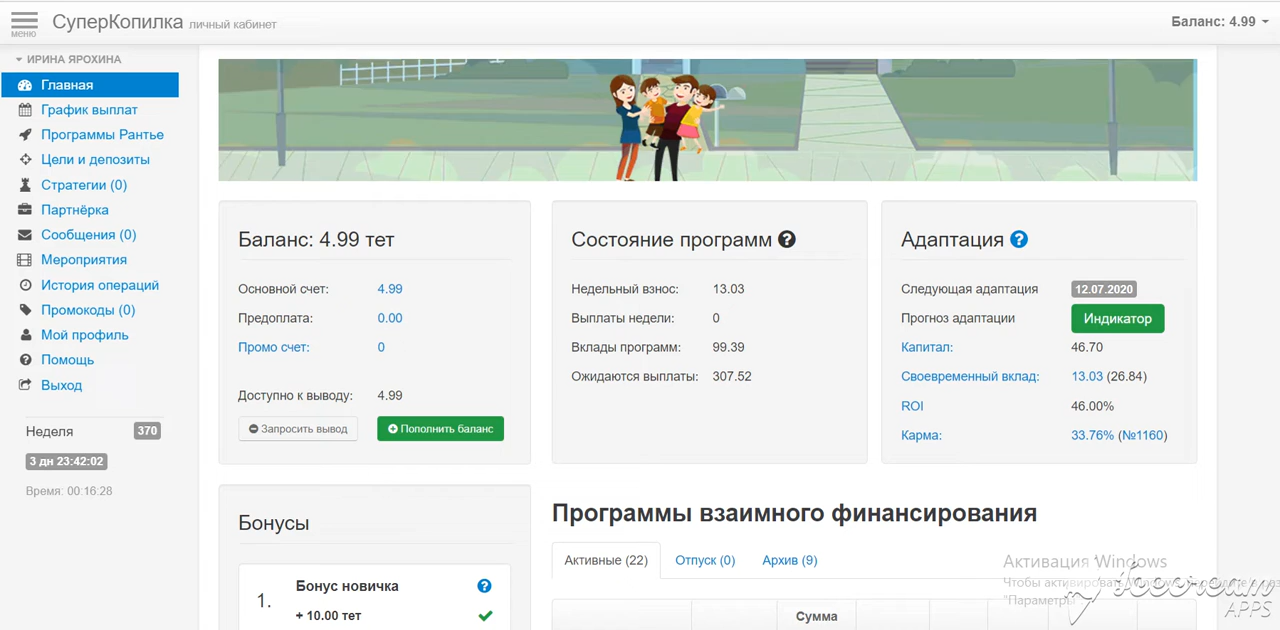 СуперКопилка личный кабинет
Баланс: 4.99
меню
ИРИНА ЯРОХИНА
Главная
График выплат
Программы Рантье
Цели и депозиты
Стратегии (0)
Партнёрка
Сообщения (0)
Мероприятия
История операций
Промокоды (0)
Мой профиль
Помощь
Выход
Неделя 370
3 дн 23:42:02
Время: 00:16:28
Баланс: 4.99 тет
Основной счет: 4.99
Предоплата: 0.00
Промо счет: 0
Доступно к выводу: 4.99
Запросить вывод
Пополнить баланс
Состояние программ
Недельный взнос: 13.03
Выплаты недели: 0
Вклады программ: 99.39
Ожидаются выплаты: 307.52
Адаптация
Следующая адаптация 12.07.2020
Прогноз адаптации Индикатор
Капитал: 46.70
Своевременный вклад: 13.03 (26.84)
ROI 46.00%
Карма: 33.76% (№1160)
Бонусы
1.
Бонус новичка
+ 10.00 тет
Программы взаимного финансирования
Активные (22)
Отпуск (0)
Архив (9)
Сумма
Активация Windows
Чтобы активировать Windows,
"Параметры
Icecream
APPS